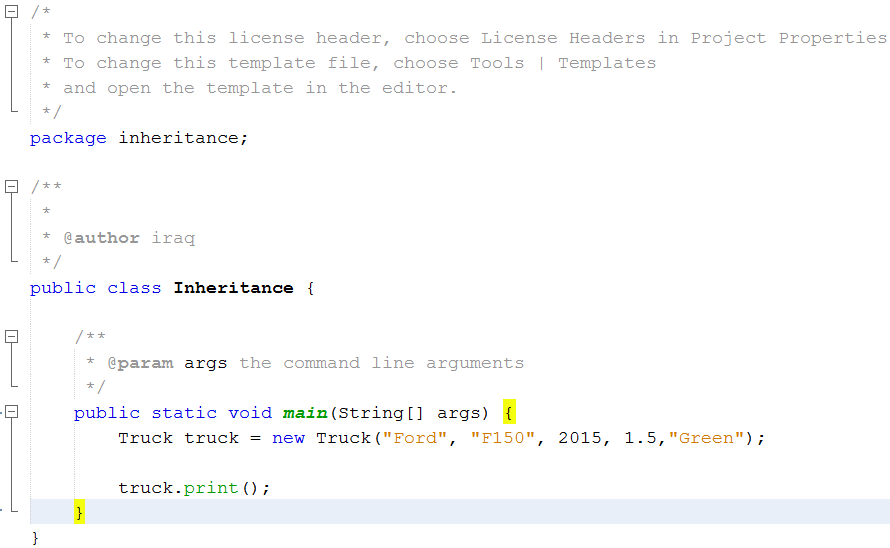 /*
 * To change this license header, choose License Headers in Project Properties
 * To change this template file, choose Tools | Templates
 * and open the template in the editor.
 */
package inheritance;
/**
 *
 * @author iraq
 */
public class Inheritance {
    /**
     * @param args the command line arguments
     */
    public static void main(String[] args) {
        Truck truck = new Truck("Ford", "F150", 2015, 1.5,"Green");
        truck.print();
    }
}